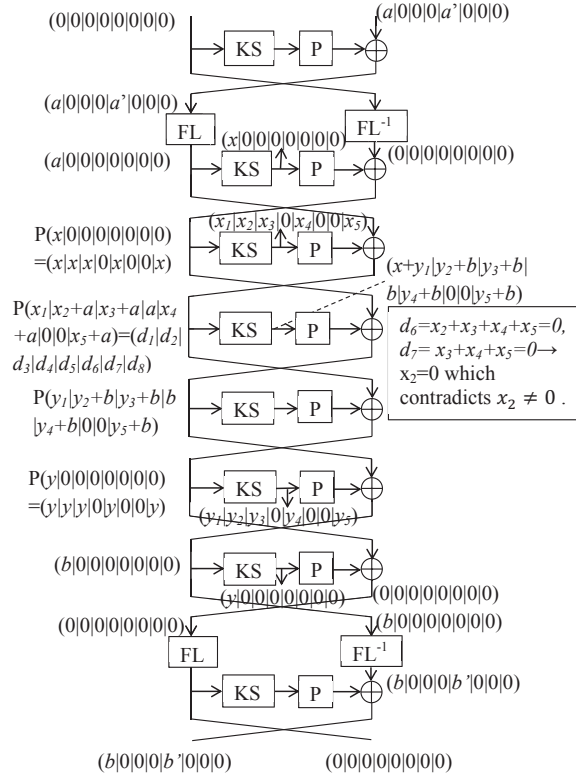 (0|0|0|0|0|0|0|0)
(a|0|0|0|a'|0|0|0)
KS
P
(a|0|0|0|a'|0|0|0)
FL
FL⁻¹
(x|0|0|0|0|0|0|0)
(a|0|0|0|0|0|0|0)
KS
P
(0|0|0|0|0|0|0|0)
(x₁|x₂|x₃|0|x₄|0|0|x₅)
P(x|0|0|0|0|0|0|0)
=(x|x|x|0|x|0|0|x)
KS
P
(x+y₁|y₂+b|y₃+b|
b|y₄+b|0|0|y₅+b)
P(x₁|x₂+a|x₃+a|a|x₄
+a|0|0|x₅+a)=(d₁|d₂|
d₃|d₄|d₅|d₆|d₇|d₈)
KS
P
d₆=x₂+x₃+x₄+x₅=0,
d₇= x₃+x₄+x₅=0→
x₂=0 which
contradicts x₂ ≠ 0 .
P(y₁|y₂+b|y₃+b|b
|y₄+b|0|0|y₅+b)
KS
P
P(y|0|0|0|0|0|0|0)
=(y|y|y|0|y|0|0|y)
KS
P
(y₁|y₂|y₃|0|y₄|0|0|y₅)
(b|0|0|0|0|0|0|0)
KS
P
(y|0|0|0|0|0|0|0)
(0|0|0|0|0|0|0|0)
(0|0|0|0|0|0|0|0)
(b|0|0|0|0|0|0|0)
FL
FL⁻¹
KS
P
(b|0|0|0|b'|0|0|0)
(b|0|0|0|b'|0|0|0)
(0|0|0|0|0|0|0|0)